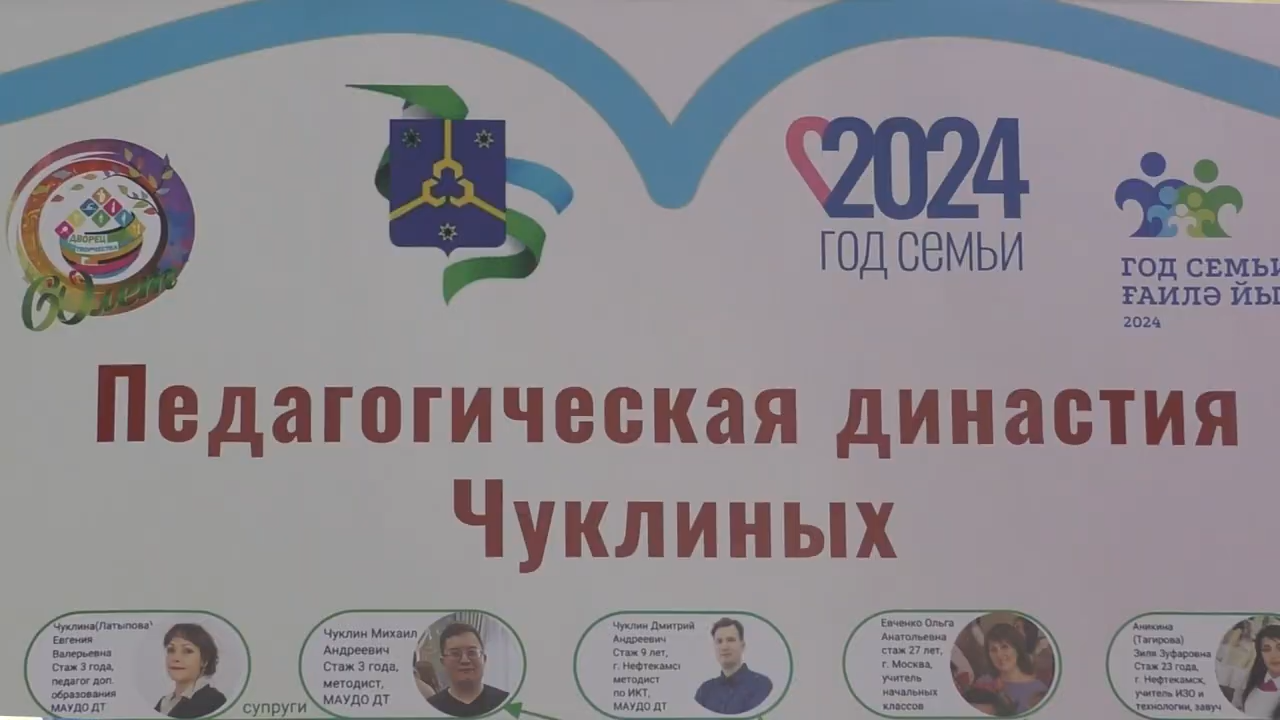 ДВОРЕЦ
ТВОРЧЕСТВА
60 лет
2024
ГОД СЕМЬИ
ГОД СЕМЬИ
ҒАИЛӘ ЙЫ
2024
Педагогическая династия
Чуклиных
Чуклина(Латыпова)
Евгения
Валерьевна
Стаж 3 года,
педагог доп.
образования
МАУДО ДТ
супруги
Чуклин Михаил
Андреевич
Стаж 3 года,
методист,
МАУДО ДТ
Чуклин Дмитрий
Андреевич
Стаж 9 лет,
г. Нефтекамс
методист
по ИКТ,
МАУДО ДТ
Евченко Ольга
Анатольевна
стаж 27 лет,
г. Москва,
учитель
начальных
классов
Аникина
(Тагирова)
Зиля Зуфаровна
Стаж 23 года,
г. Нефтекамск,
учитель ИЗО и
технологии, завуч